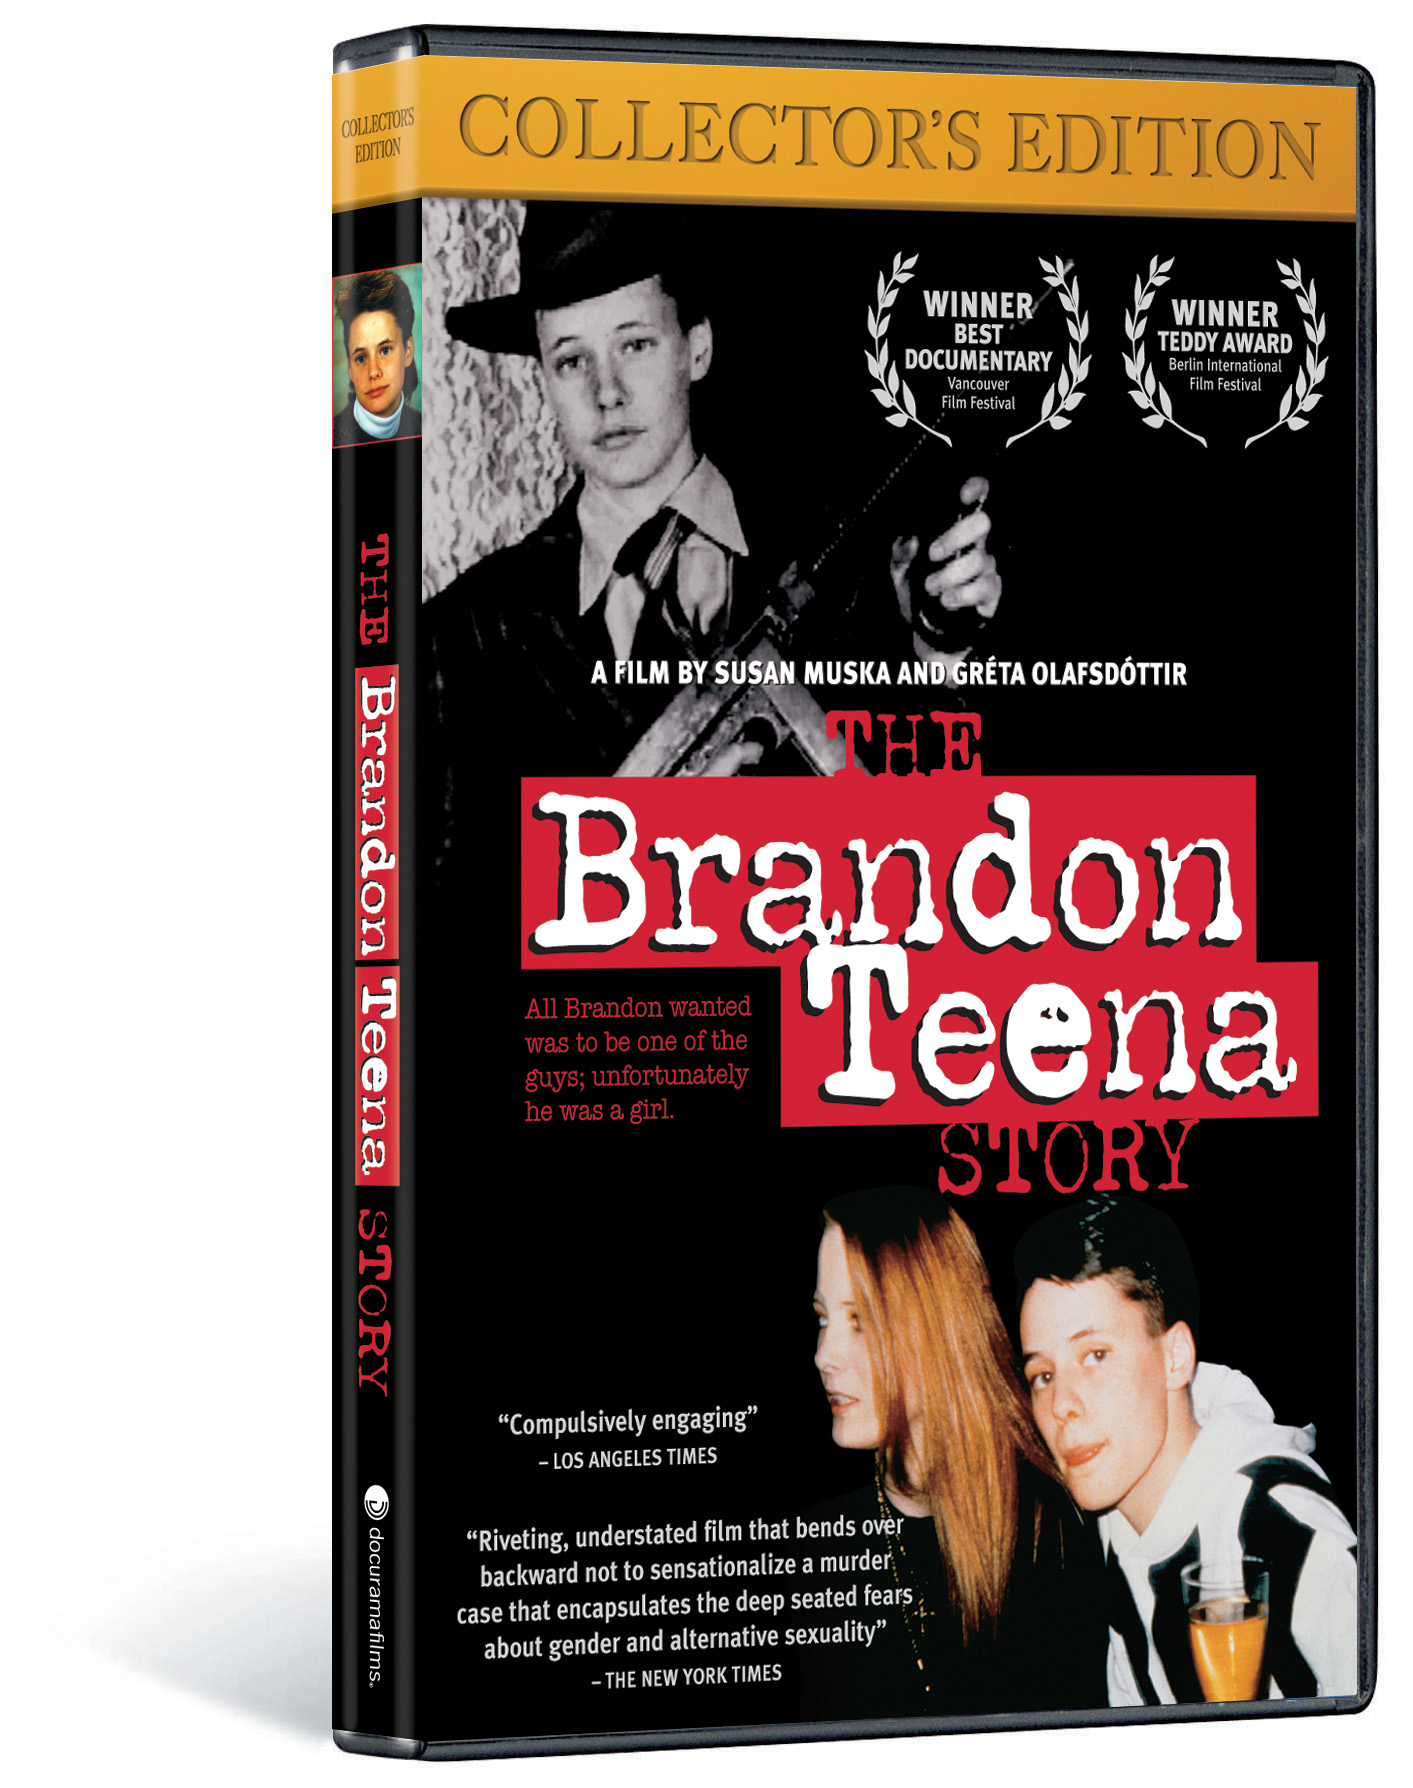 COLLECTOR'S
EDITION
THE Brandon Teena STORY
docuramafilms®
COLLECTOR'S EDITION
WINNER
BEST
DOCUMENTARY
Vancouver
Film Festival
WINNER
TEDDY AWARD
Berlin International
Film Festival
A FILM BY SUSAN MUSKA AND GRÉTA OLAFSDÓTTIR
THE
Brandon
Teena
STORY
All Brandon wanted
was to be one of the
guys; unfortunately
he was a girl.
“Compulsively engaging”
– LOS ANGELES TIMES
“Riveting, understated film that bends over
backward not to sensationalize a murder
case that encapsulates the deep seated fears
about gender and alternative sexuality”
– THE NEW YORK TIMES